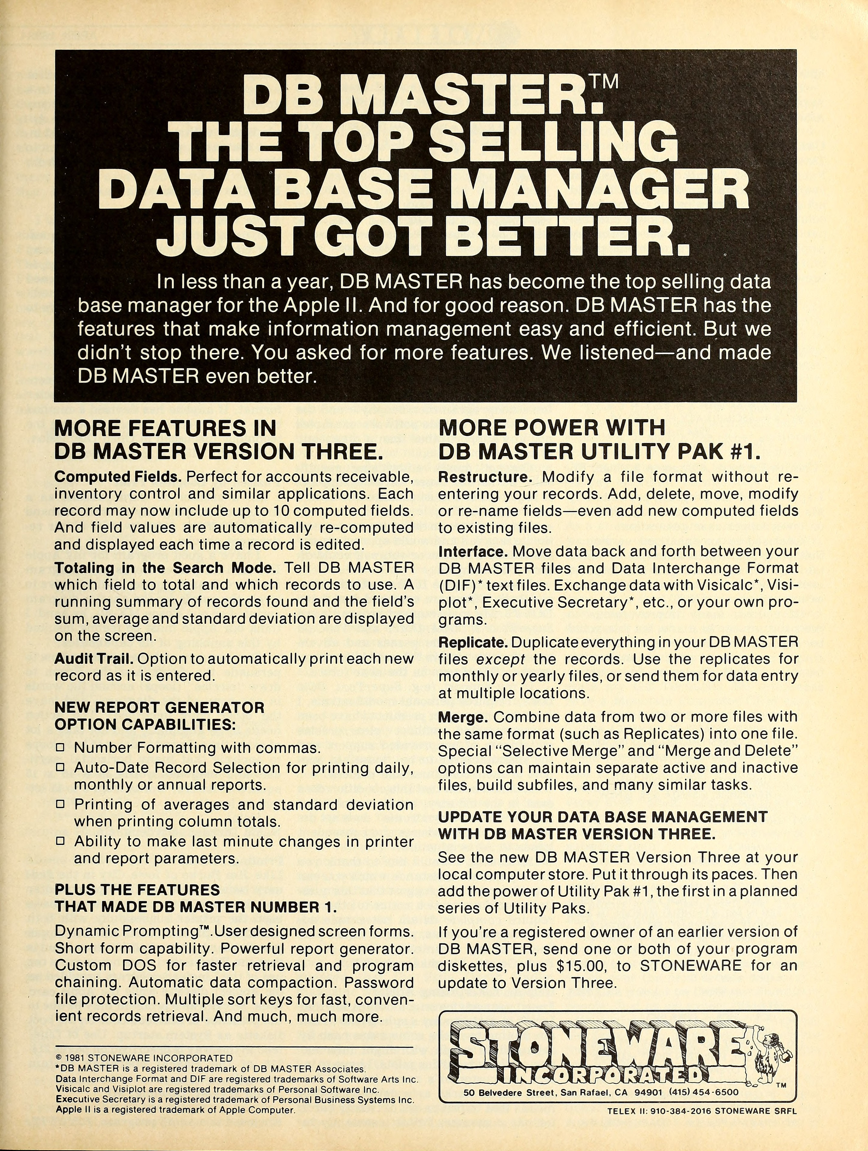 DB MASTER.™
THE TOP SELLING
DATA BASE MANAGER
JUST GOT BETTER.
In less than a year, DB MASTER has become the top selling data
base manager for the Apple II. And for good reason. DB MASTER has the
features that make information management easy and efficient. But we
didn't stop there. You asked for more features. We listened—and made
DB MASTER even better.
MORE FEATURES IN
DB MASTER VERSION THREE.
Computed Fields. Perfect for accounts receivable,
inventory control and similar applications. Each
record may now include up to 10 computed fields.
And field values are automatically re-computed
and displayed each time a record is edited.
Totaling in the Search Mode. Tell DB MASTER
which field to total and which records to use. A
running summary of records found and the field's
sum, average and standard deviation are displayed
on the screen.
Audit Trail. Option to automatically print each new
record as it is entered.
NEW REPORT GENERATOR
OPTION CAPABILITIES:
□ Number Formatting with commas.
□ Auto-Date Record Selection for printing daily,
monthly or annual reports.
□ Printing of averages and standard deviation
when printing column totals.
□ Ability to make last minute changes in printer
and report parameters.
PLUS THE FEATURES
THAT MADE DB MASTER NUMBER 1.
Dynamic Prompting™.User designed screen forms.
Short form capability. Powerful report generator.
Custom DOS for faster retrieval and program
chaining. Automatic data compaction. Password
file protection. Multiple sort keys for fast, conven-
ient records retrieval. And much, much more.
© 1981 STONEWARE INCORPORATED
*DB MASTER is a registered trademark of DB MASTER Associates.
Data Interchange Format and DIF are registered trademarks of Software Arts Inc.
Visicalc and Visiplot are registered trademarks of Personal Software Inc.
Executive Secretary is a registered trademark of Personal Business Systems Inc.
Apple II is a registered trademark of Apple Computer.
MORE POWER WITH
DB MASTER UTILITY PAK #1.
Restructure. Modify a file format without re-
entering your records. Add, delete, move, modify
or re-name fields—even add new computed fields
to existing files.
Interface. Move data back and forth between your
DB MASTER files and Data Interchange Format
(DIF)* text files. Exchange data with Visicalc*, Visi-
plot*, Executive Secretary*, etc., or your own pro-
grams.
Replicate. Duplicate everything in your DB MASTER
files except the records. Use the replicates for
monthly or yearly files, or send them for data entry
at multiple locations.
Merge. Combine data from two or more files with
the same format (such as Replicates) into one file.
Special "Selective Merge" and "Merge and Delete"
options can maintain separate active and inactive
files, build subfiles, and many similar tasks.
UPDATE YOUR DATA BASE MANAGEMENT
WITH DB MASTER VERSION THREE.
See the new DB MASTER Version Three at your
local computer store. Put it through its paces. Then
add the power of Utility Pak #1, the first in a planned
series of Utility Paks.
If you're a registered owner of an earlier version of
DB MASTER, send one or both of your program
diskettes, plus $15.00, to STONEWARE for an
update to Version Three.
STONEWARE
INCORPORATED
™
50 Belvedere Street, San Rafael, CA 94901 (415) 454-6500
TELEX II: 910-384-2016 STONEWARE SRFL